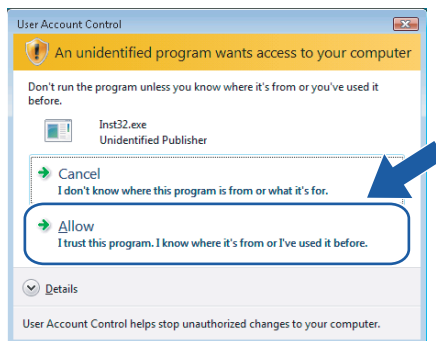 User Account Control
An unidentified program wants access to your computer
Don't run the program unless you know where it's from or you've used it
before.
Inst32.exe
Unidentified Publisher
Cancel
I don't know where this program is from or what it's for.
Allow
I trust this program. I know where it's from or I've used it before.
Details
User Account Control helps stop unauthorized changes to your computer.